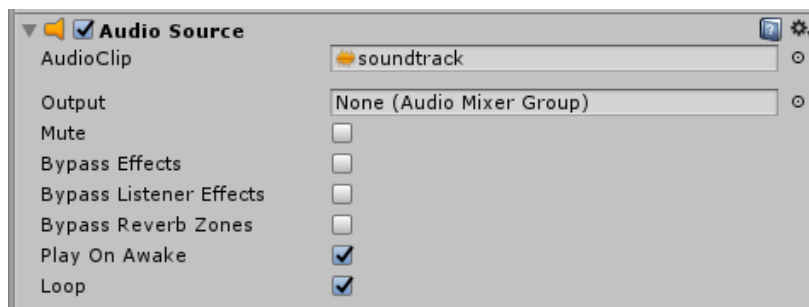 Audio Source
AudioClip soundtrack
Output None (Audio Mixer Group)
Mute
Bypass Effects
Bypass Listener Effects
Bypass Reverb Zones
Play On Awake
Loop